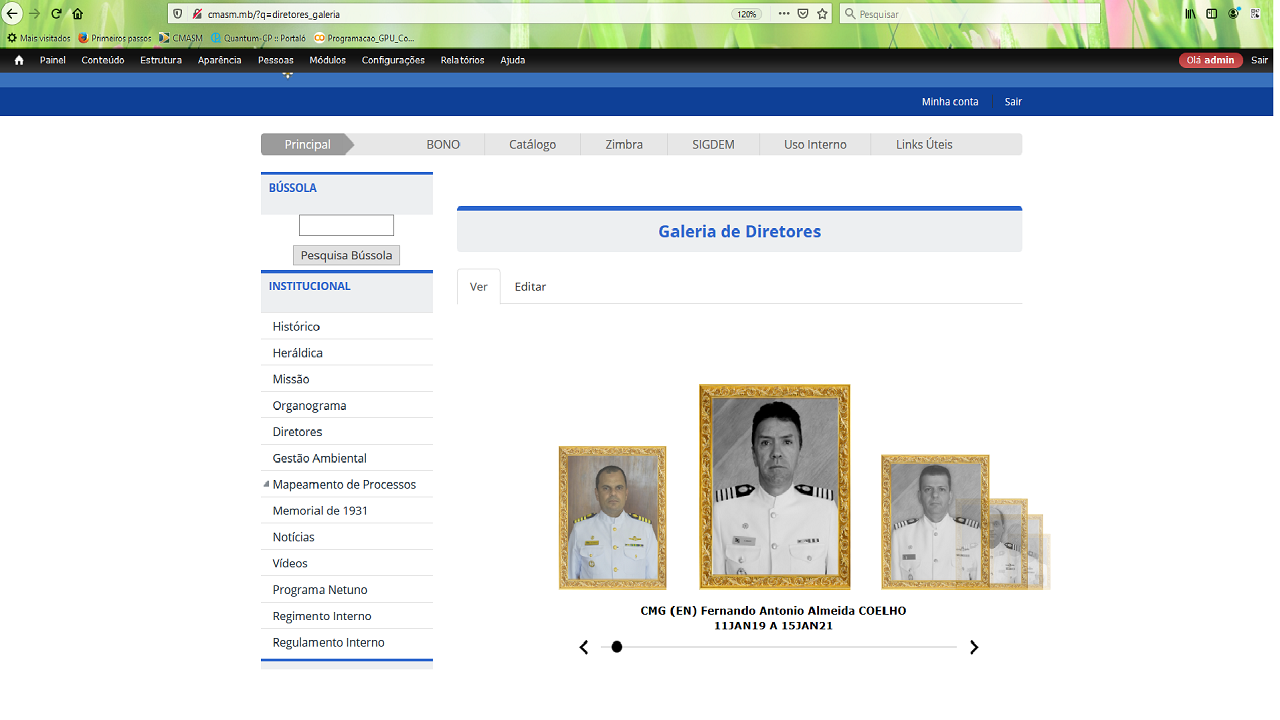 cmasm.mb/?q=diretores_galeria
120%
Pesquisar
Mais visitados Primeiros passos CMASM Quantum-CP :: Portal6 Programacao_GPU_Co...
Painel Conteúdo Estrutura Aparência Pessoas Módulos Configurações Relatórios Ajuda Olá admin Sair
Minha conta Sair
Principal BONO Catálogo Zimbra SIGDEM Uso Interno Links Úteis
BÚSSOLA
Pesquisa Bússola
INSTITUCIONAL
Histórico
Heráldica
Missão
Organograma
Diretores
Gestão Ambiental
Mapeamento de Processos
Memorial de 1931
Notícias
Vídeos
Programa Netuno
Regimento Interno
Regulamento Interno
Galeria de Diretores
Ver Editar
CMG (EN) Fernando Antonio Almeida COELHO
11JAN19 A 15JAN21